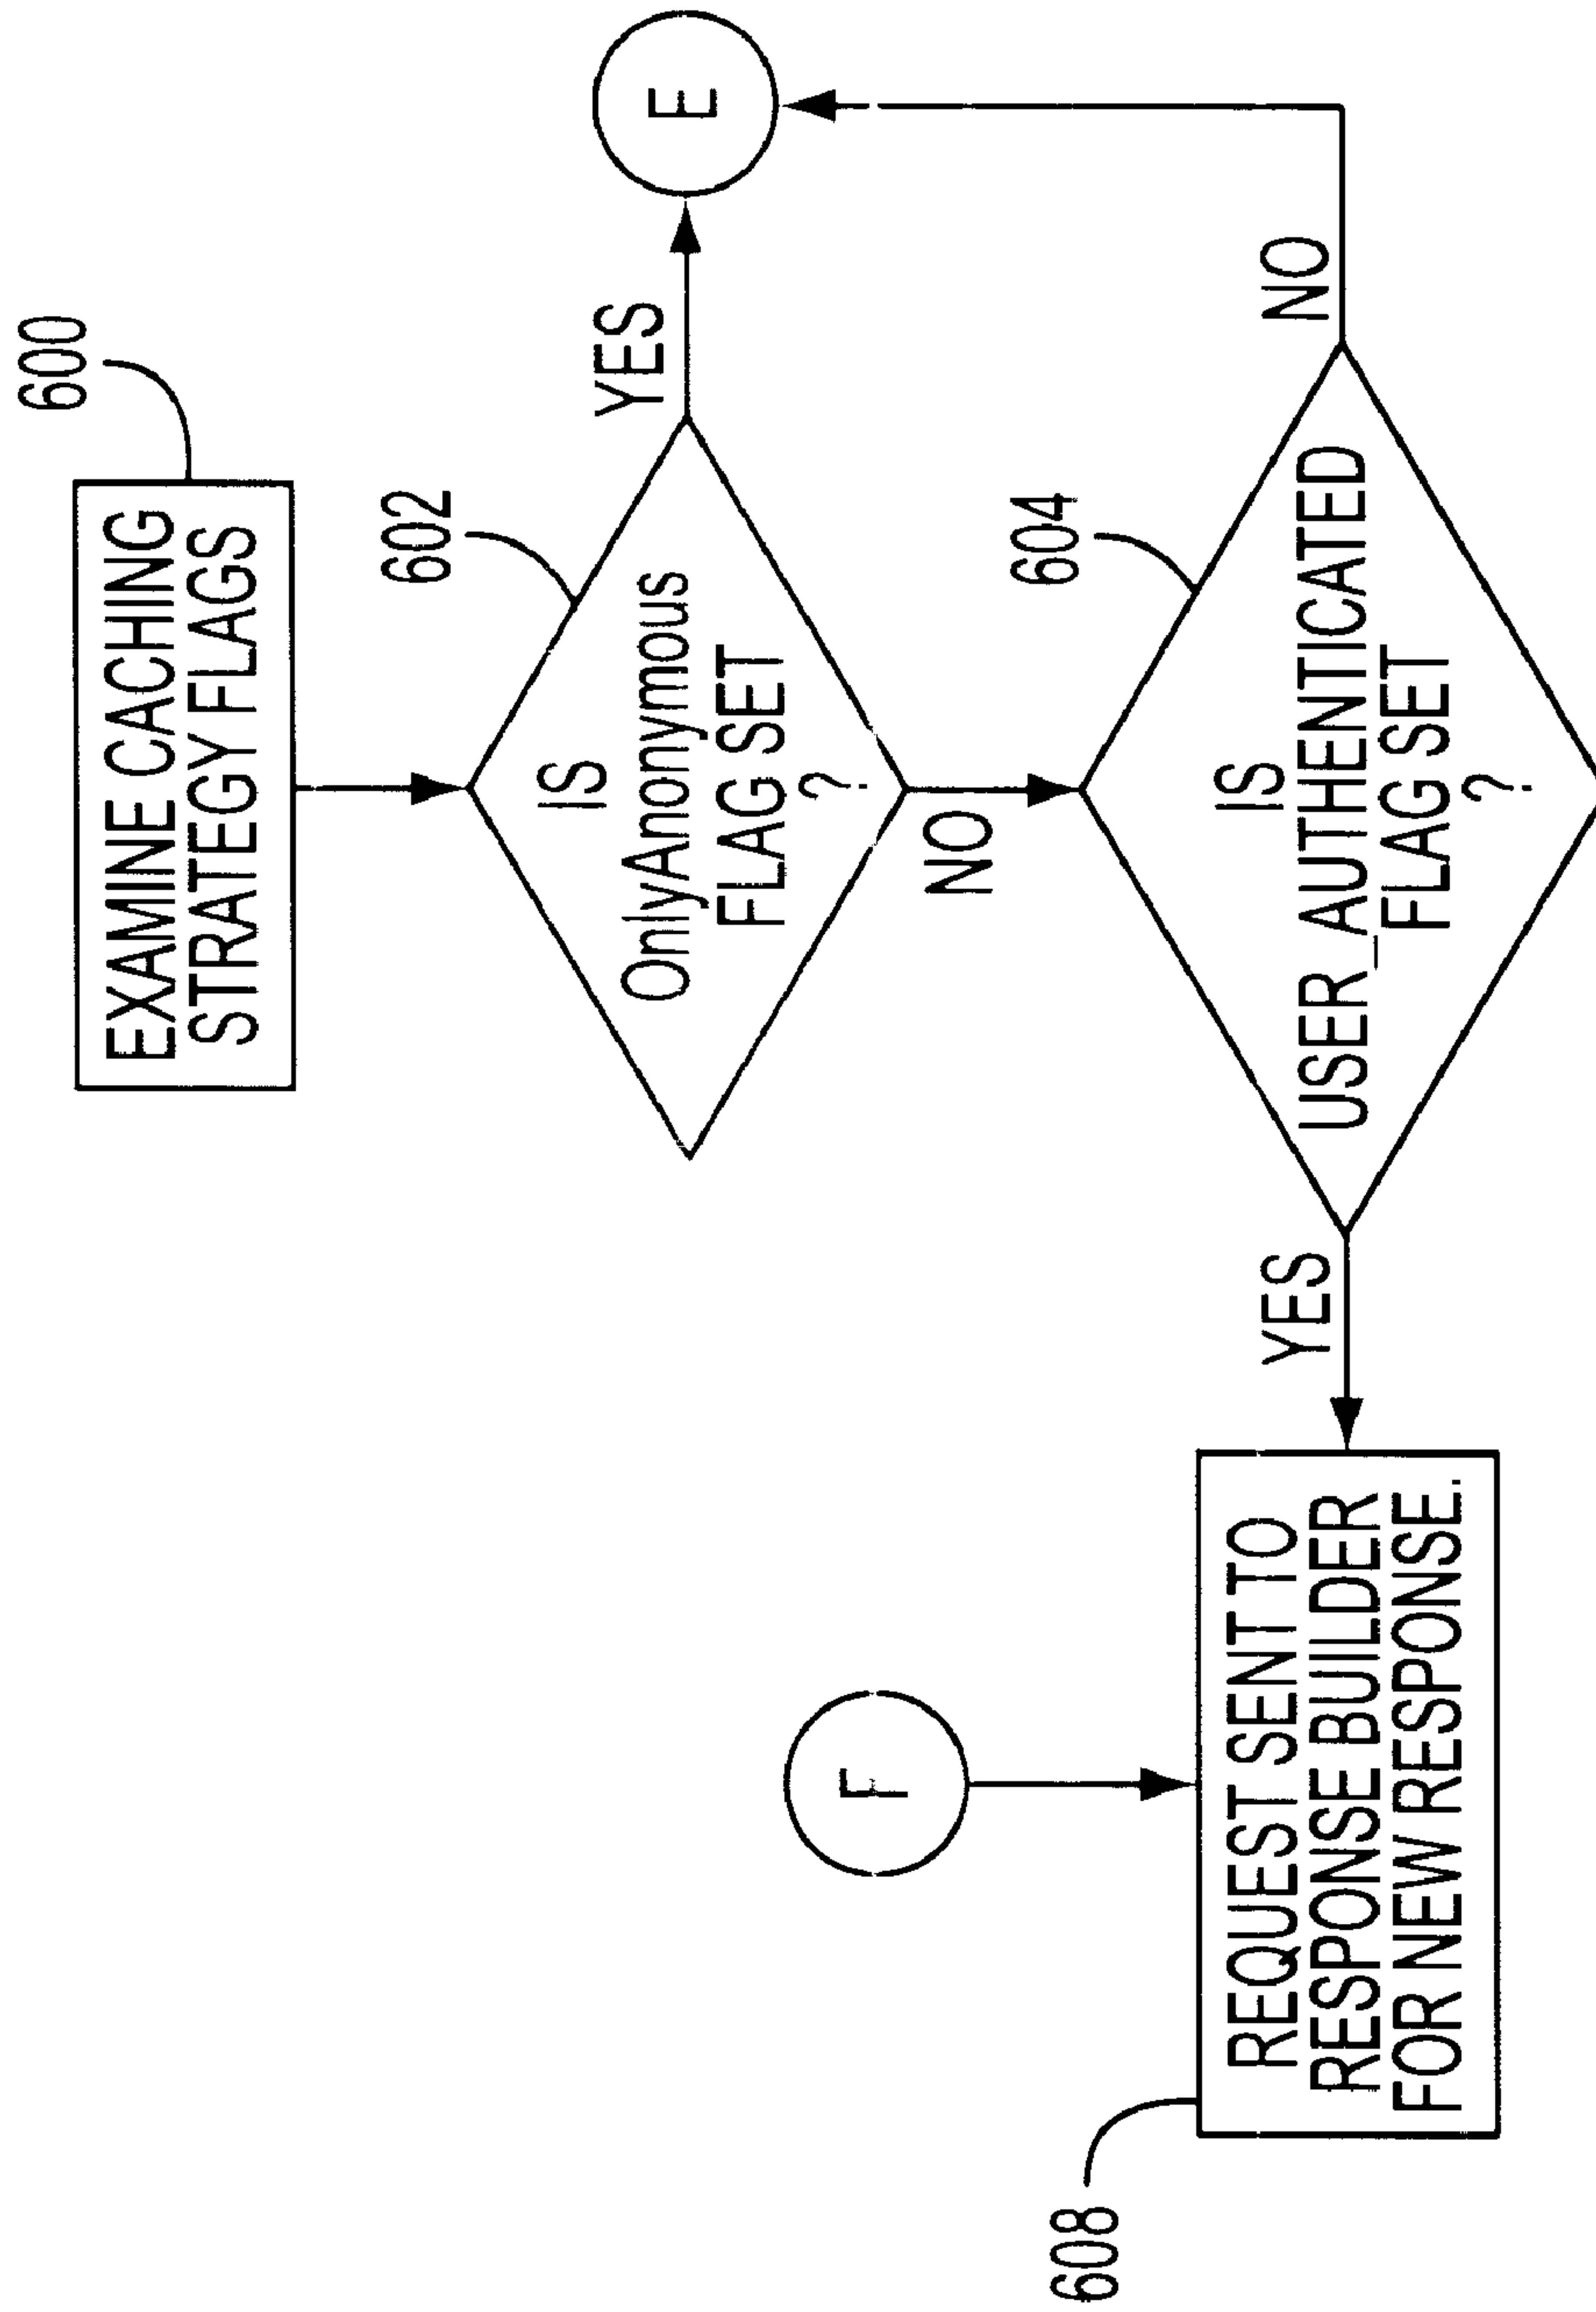 600
EXAMINE CACHING
STRATEGY FLAGS
602
IS
OnlyAnonymous
FLAG SET
?
YES
E
NO
604
IS
USER_AUTHENTICATED
FLAG SET
?
NO
YES
F
608
REQUEST SENT TO
RESPONSE BUILDER
FOR NEW RESPONSE.